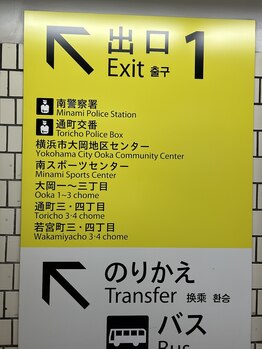 出口 1
Exit 출구
南警察署
Minami Police Station
通町交番
Toricho Police Box
横浜市大岡地区センター
Yokohama City Ooka Community Center
南スポーツセンター
Minami Sports Center
大岡一～三丁目
Ooka 1~3 chome
通町三・四丁目
Toricho 3·4 chome
若宮町三・四丁目
Wakamiyacho 3·4 chome
のりかえ
Transfer 換乘 환승
バス
Bus